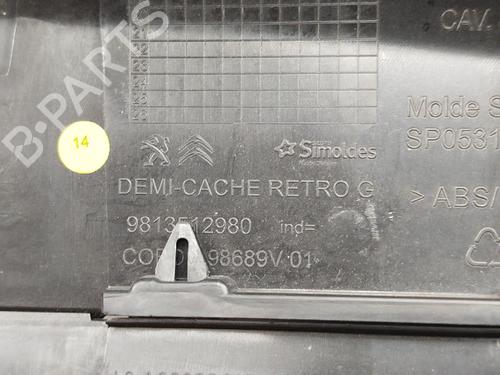 CAV.
Molde S
SP0531
14
Simoldes
DEMI-CACHE RETRO G
> ABS/
9813512980 ind=
98689V 01
B-PARTS